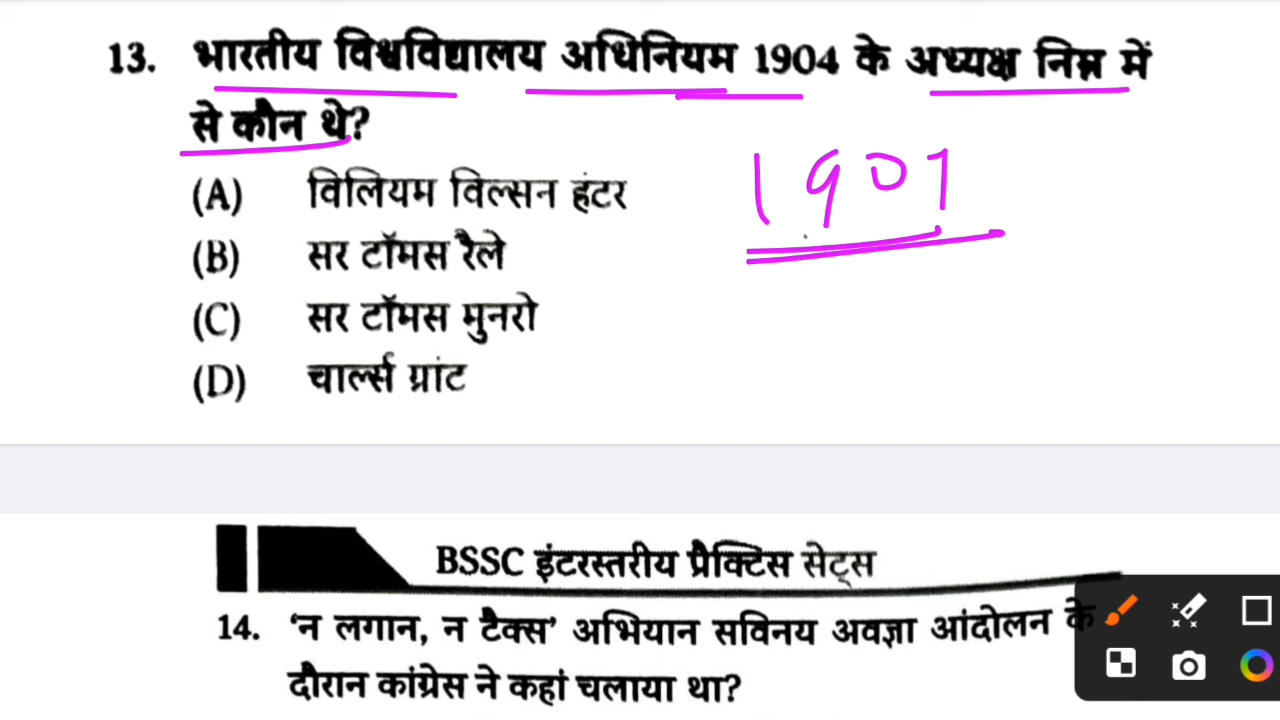 13. भारतीय विश्वविद्यालय अधिनियम 1904 के अध्यक्ष निम्न में
से कौन थे?
1901
(A) विलियम विल्सन हंटर
(B) सर टॉमस रैले
(C) सर टॉमस मुनरो
(D) चार्ल्स ग्रांट
BSSC इंटरस्तरीय प्रैक्टिस सेट्स
14. 'न लगान, न टैक्स' अभियान सविनय अवज्ञा आंदोलन के
दौरान कांग्रेस ने कहां चलाया था?